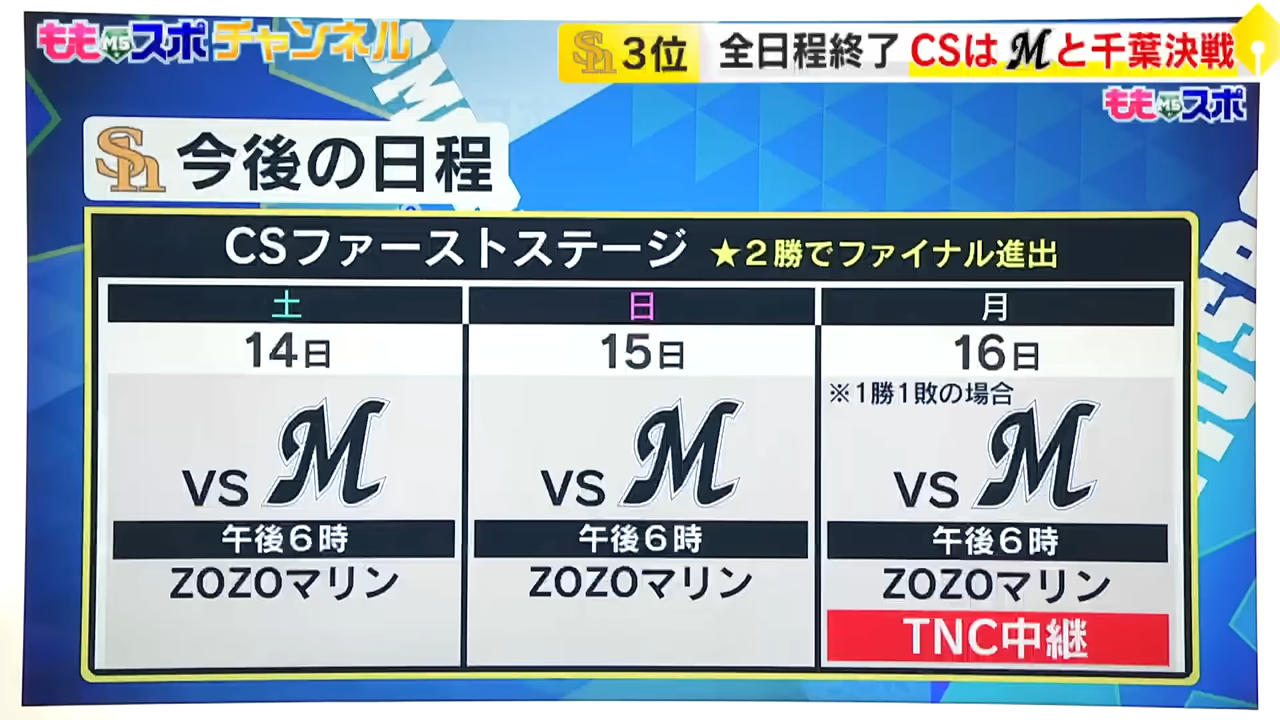 ももM5スポチャンネル
Sh 3位 全日程終了 CSはMと千葉決戦
ももM5スポ
Sh 今後の日程
CSファーストステージ ★2勝でファイナル進出
土 日 月
14日 15日 16日
※1勝1敗の場合
VS M VS M VS M
午後6時 午後6時 午後6時
ZOZOマリン ZOZOマリン ZOZOマリン
TNC中継